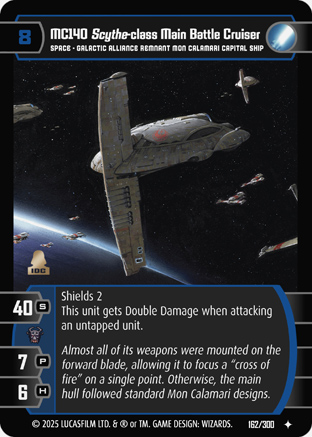 8 MC140 Scythe-class Main Battle Cruiser
SPACE • GALACTIC ALLIANCE REMNANT MON CALAMARI CAPITAL SHIP
IDC
40 S
Shields 2
This unit gets Double Damage when attacking
an untapped unit.
7 P
6 H
Almost all of its weapons were mounted on the
forward blade, allowing it to focus a “cross of
fire” on a single point. Otherwise, the main
hull followed standard Mon Calamari designs.
© 2025 LUCASFILM LTD. & ® or TM. GAME DESIGN: WIZARDS. 162/300